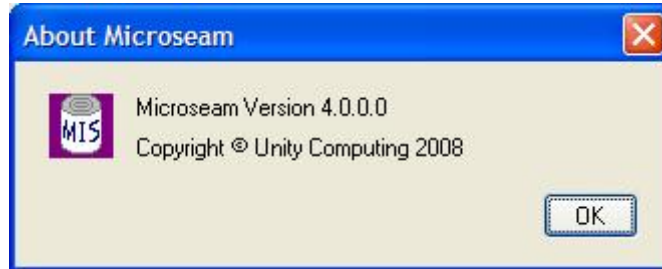 About Microseam
MIS
Microseam Version 4.0.0.0
Copyright © Unity Computing 2008
OK